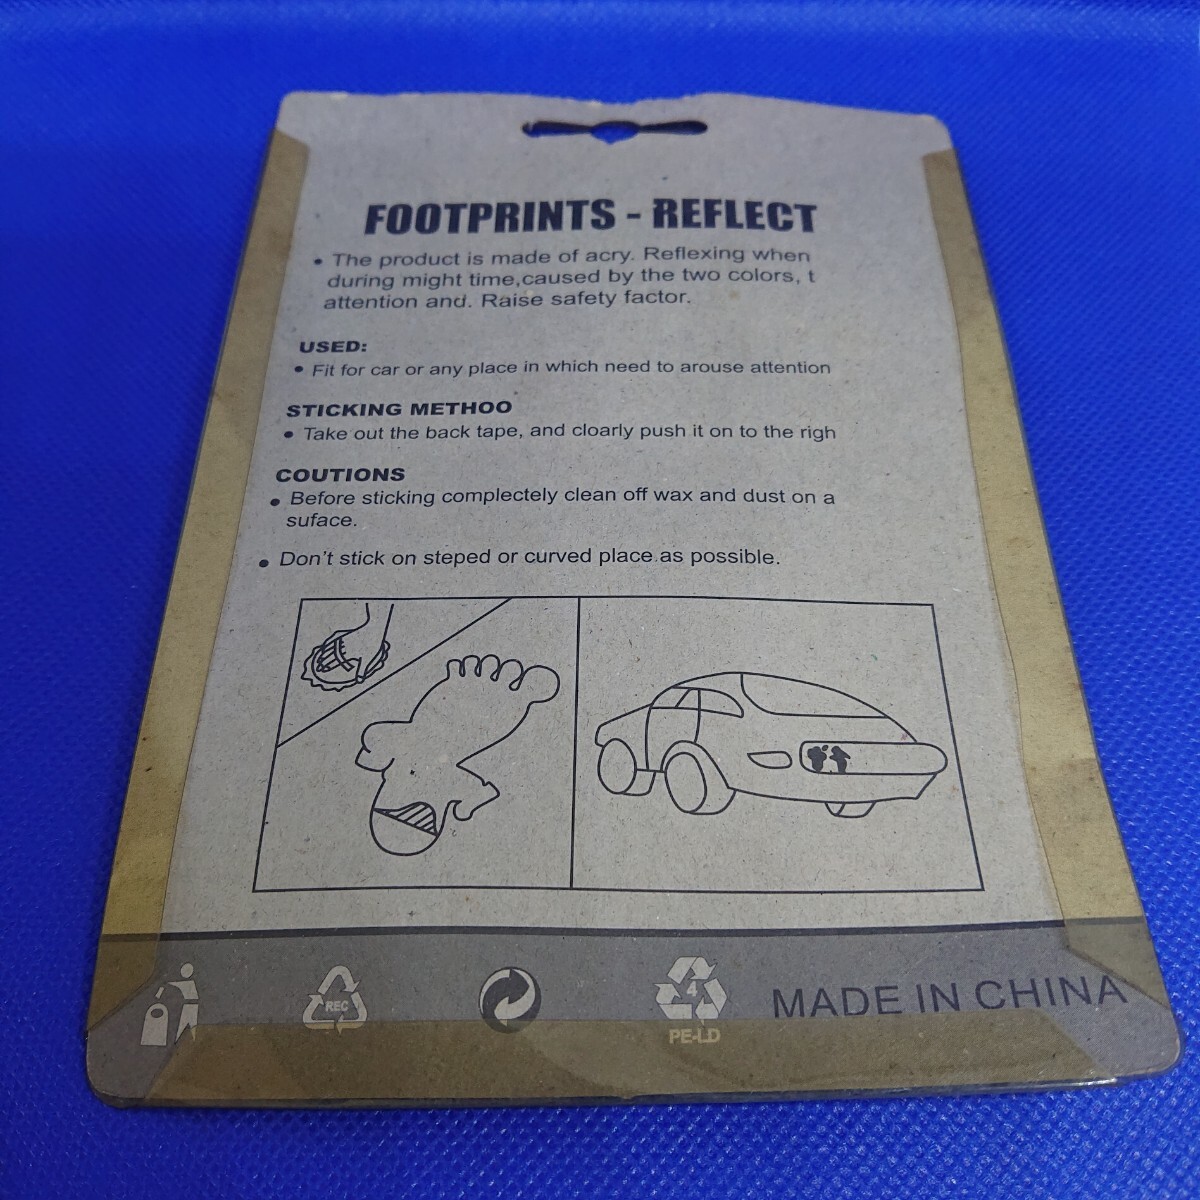 FOOTPRINTS - REFLECT
• The product is made of acry. Reflexing when
during might time,caused by the two colors, t
attention and. Raise safety factor.
USED:
• Fit for car or any place in which need to arouse attention
STICKING METHOO
• Take out the back tape, and cloarly push it on to the righ
COUTIONS
• Before sticking complectely clean off wax and dust on a
suface.
• Don't stick on steped or curved place.as possible.
REC
4
PE-LD
MADE IN CHINA